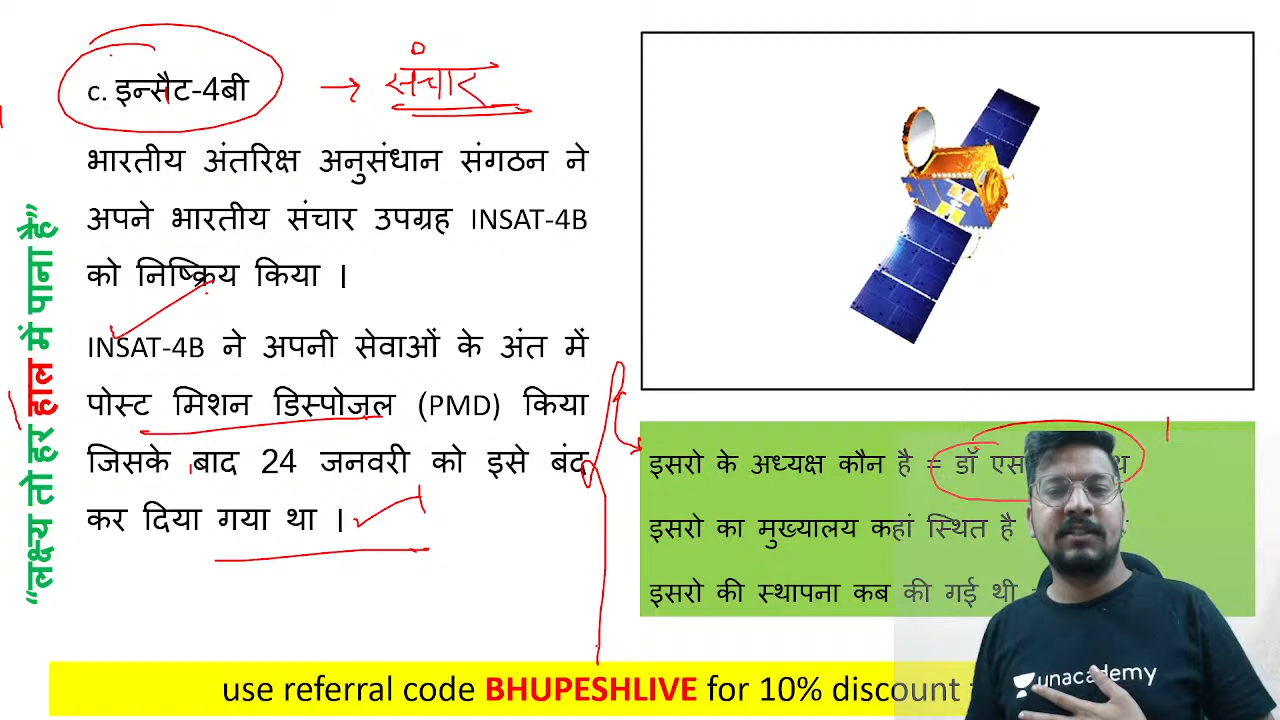 c. इन्सैट-4बी
संचार
भारतीय अंतरिक्ष अनुसंधान संगठन ने
अपने भारतीय संचार उपग्रह INSAT-4B
को निष्क्रिय किया ।
INSAT-4B ने अपनी सेवाओं के अंत में
पोस्ट मिशन डिस्पोजल (PMD) किया
जिसके बाद 24 जनवरी को इसे बंद
कर दिया गया था ।
"लक्ष्य तो हर हाल में पाना है"
इसरो के अध्यक्ष कौन है = डॉ एस
इसरो का मुख्यालय कहां स्थित है
इसरो की स्थापना कब की गई थी
unacademy
use referral code BHUPESHLIVE for 10% discount